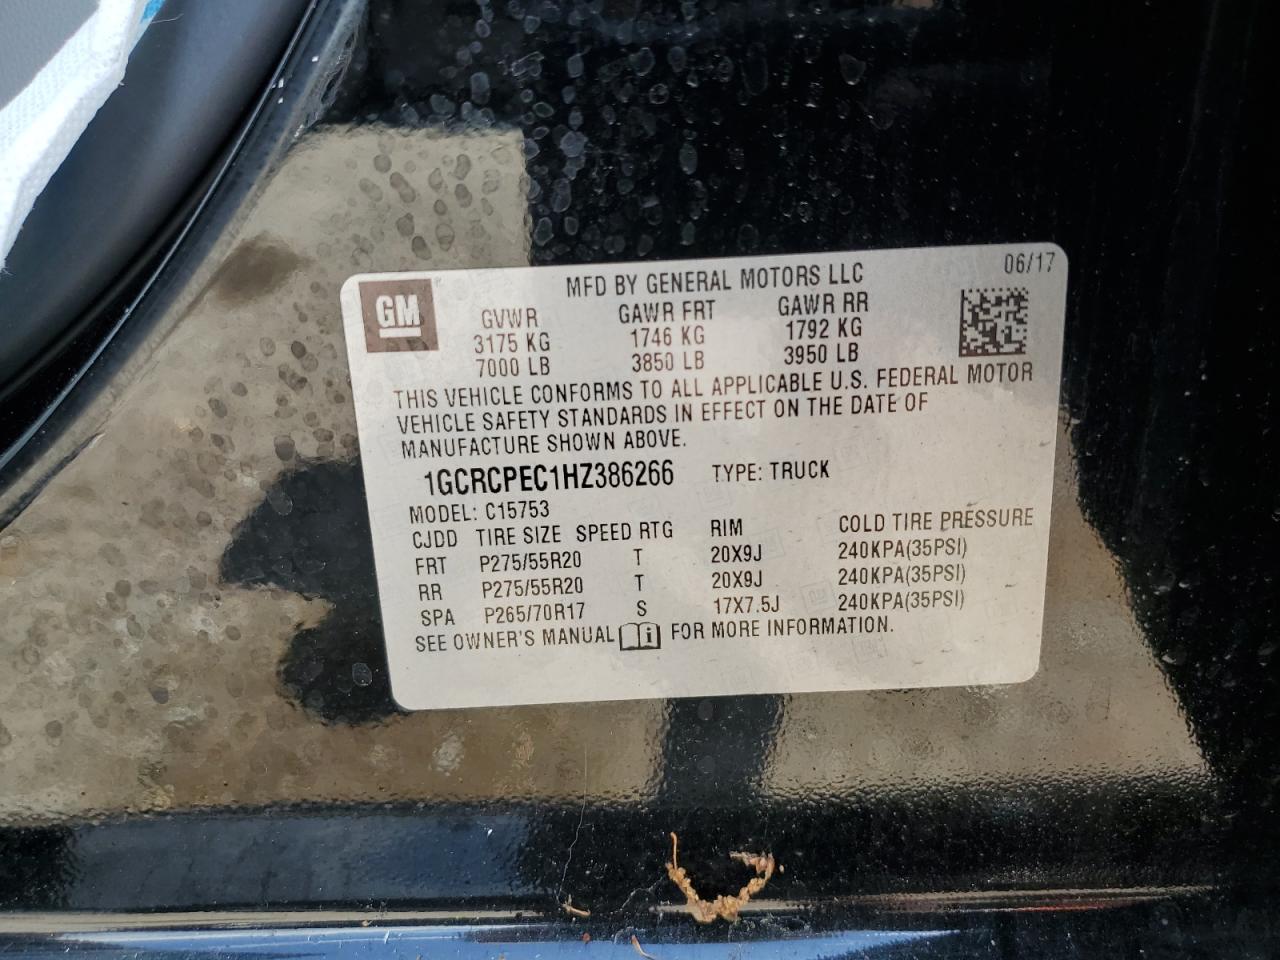 06/17
MFD BY GENERAL MOTORS LLC
GM
GVWR GAWR FRT GAWR RR
3175 KG 1746 KG 1792 KG
7000 LB 3850 LB 3950 LB
THIS VEHICLE CONFORMS TO ALL APPLICABLE U.S. FEDERAL MOTOR
VEHICLE SAFETY STANDARDS IN EFFECT ON THE DATE OF
MANUFACTURE SHOWN ABOVE.
1GCRCPEC1HZ386266 TYPE: TRUCK
MODEL: C15753
CJDD TIRE SIZE SPEED RTG RIM COLD TIRE PRESSURE
FRT P275/55R20 T 20X9J 240KPA(35PSI)
RR P275/55R20 T 20X9J 240KPA(35PSI)
SPA P265/70R17 S 17X7.5J 240KPA(35PSI)
SEE OWNER'S MANUAL FOR MORE INFORMATION.